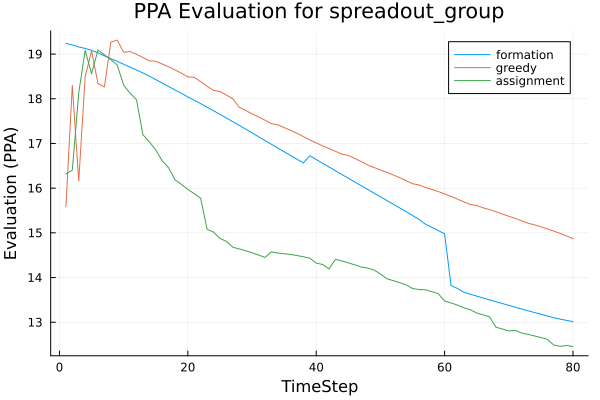 PPA Evaluation for spreadout_group
Evaluation (PPA)
19
18
17
16
15
14
13
formation
greedy
assignment
0
20
40
60
80
TimeStep